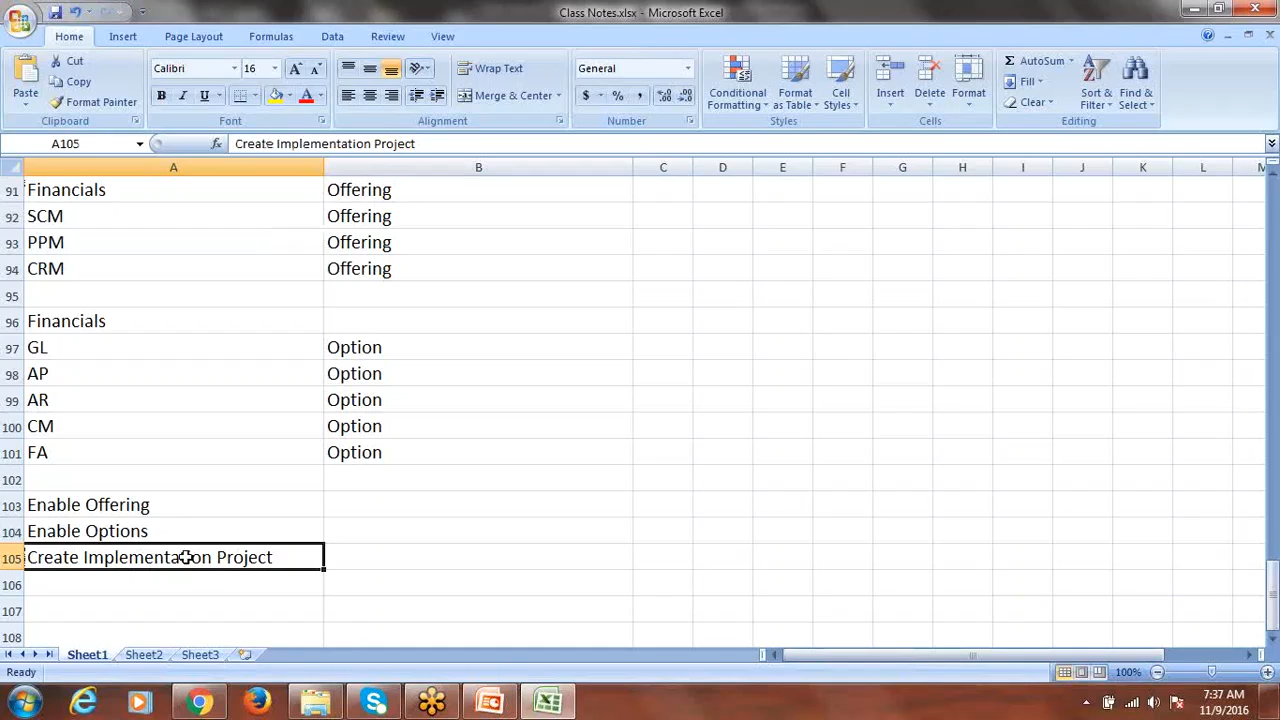 Class Notes.xlsx - Microsoft Excel
Home Insert Page Layout Formulas Data Review View
Paste Cut Copy Format Painter
Clipboard
Calibri 16 A A
B I U A
Font
Wrap Text
Merge & Center
Alignment
General
$ % , .0 .00 .00 .0
Number
Conditional Formatting Format as Table Cell Styles
Styles
Insert Delete Format
Cells
Σ AutoSum Fill Clear Sort & Filter Find & Select
Editing
A105 fx Create Implementation Project
A B C D E F G H I J K L M
91 Financials Offering
92 SCM Offering
93 PPM Offering
94 CRM Offering
95
96 Financials
97 GL Option
98 AP Option
99 AR Option
100 CM Option
101 FA Option
102
103 Enable Offering
104 Enable Options
105 Create Implementation Project
106
107
108
Sheet1 Sheet2 Sheet3
Ready 100%
7:37 AM
11/9/2016